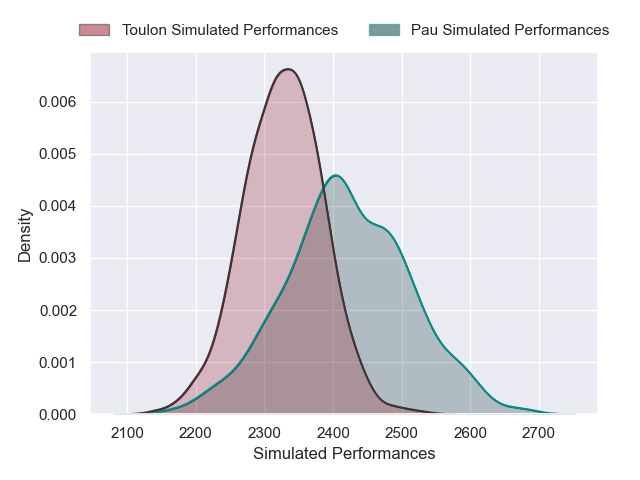 Toulon Simulated Performances Pau Simulated Performances
0.006
0.005
0.004
0.003
0.002
0.001
0.000
Density
2100 2200 2300 2400 2500 2600 2700
Simulated Performances